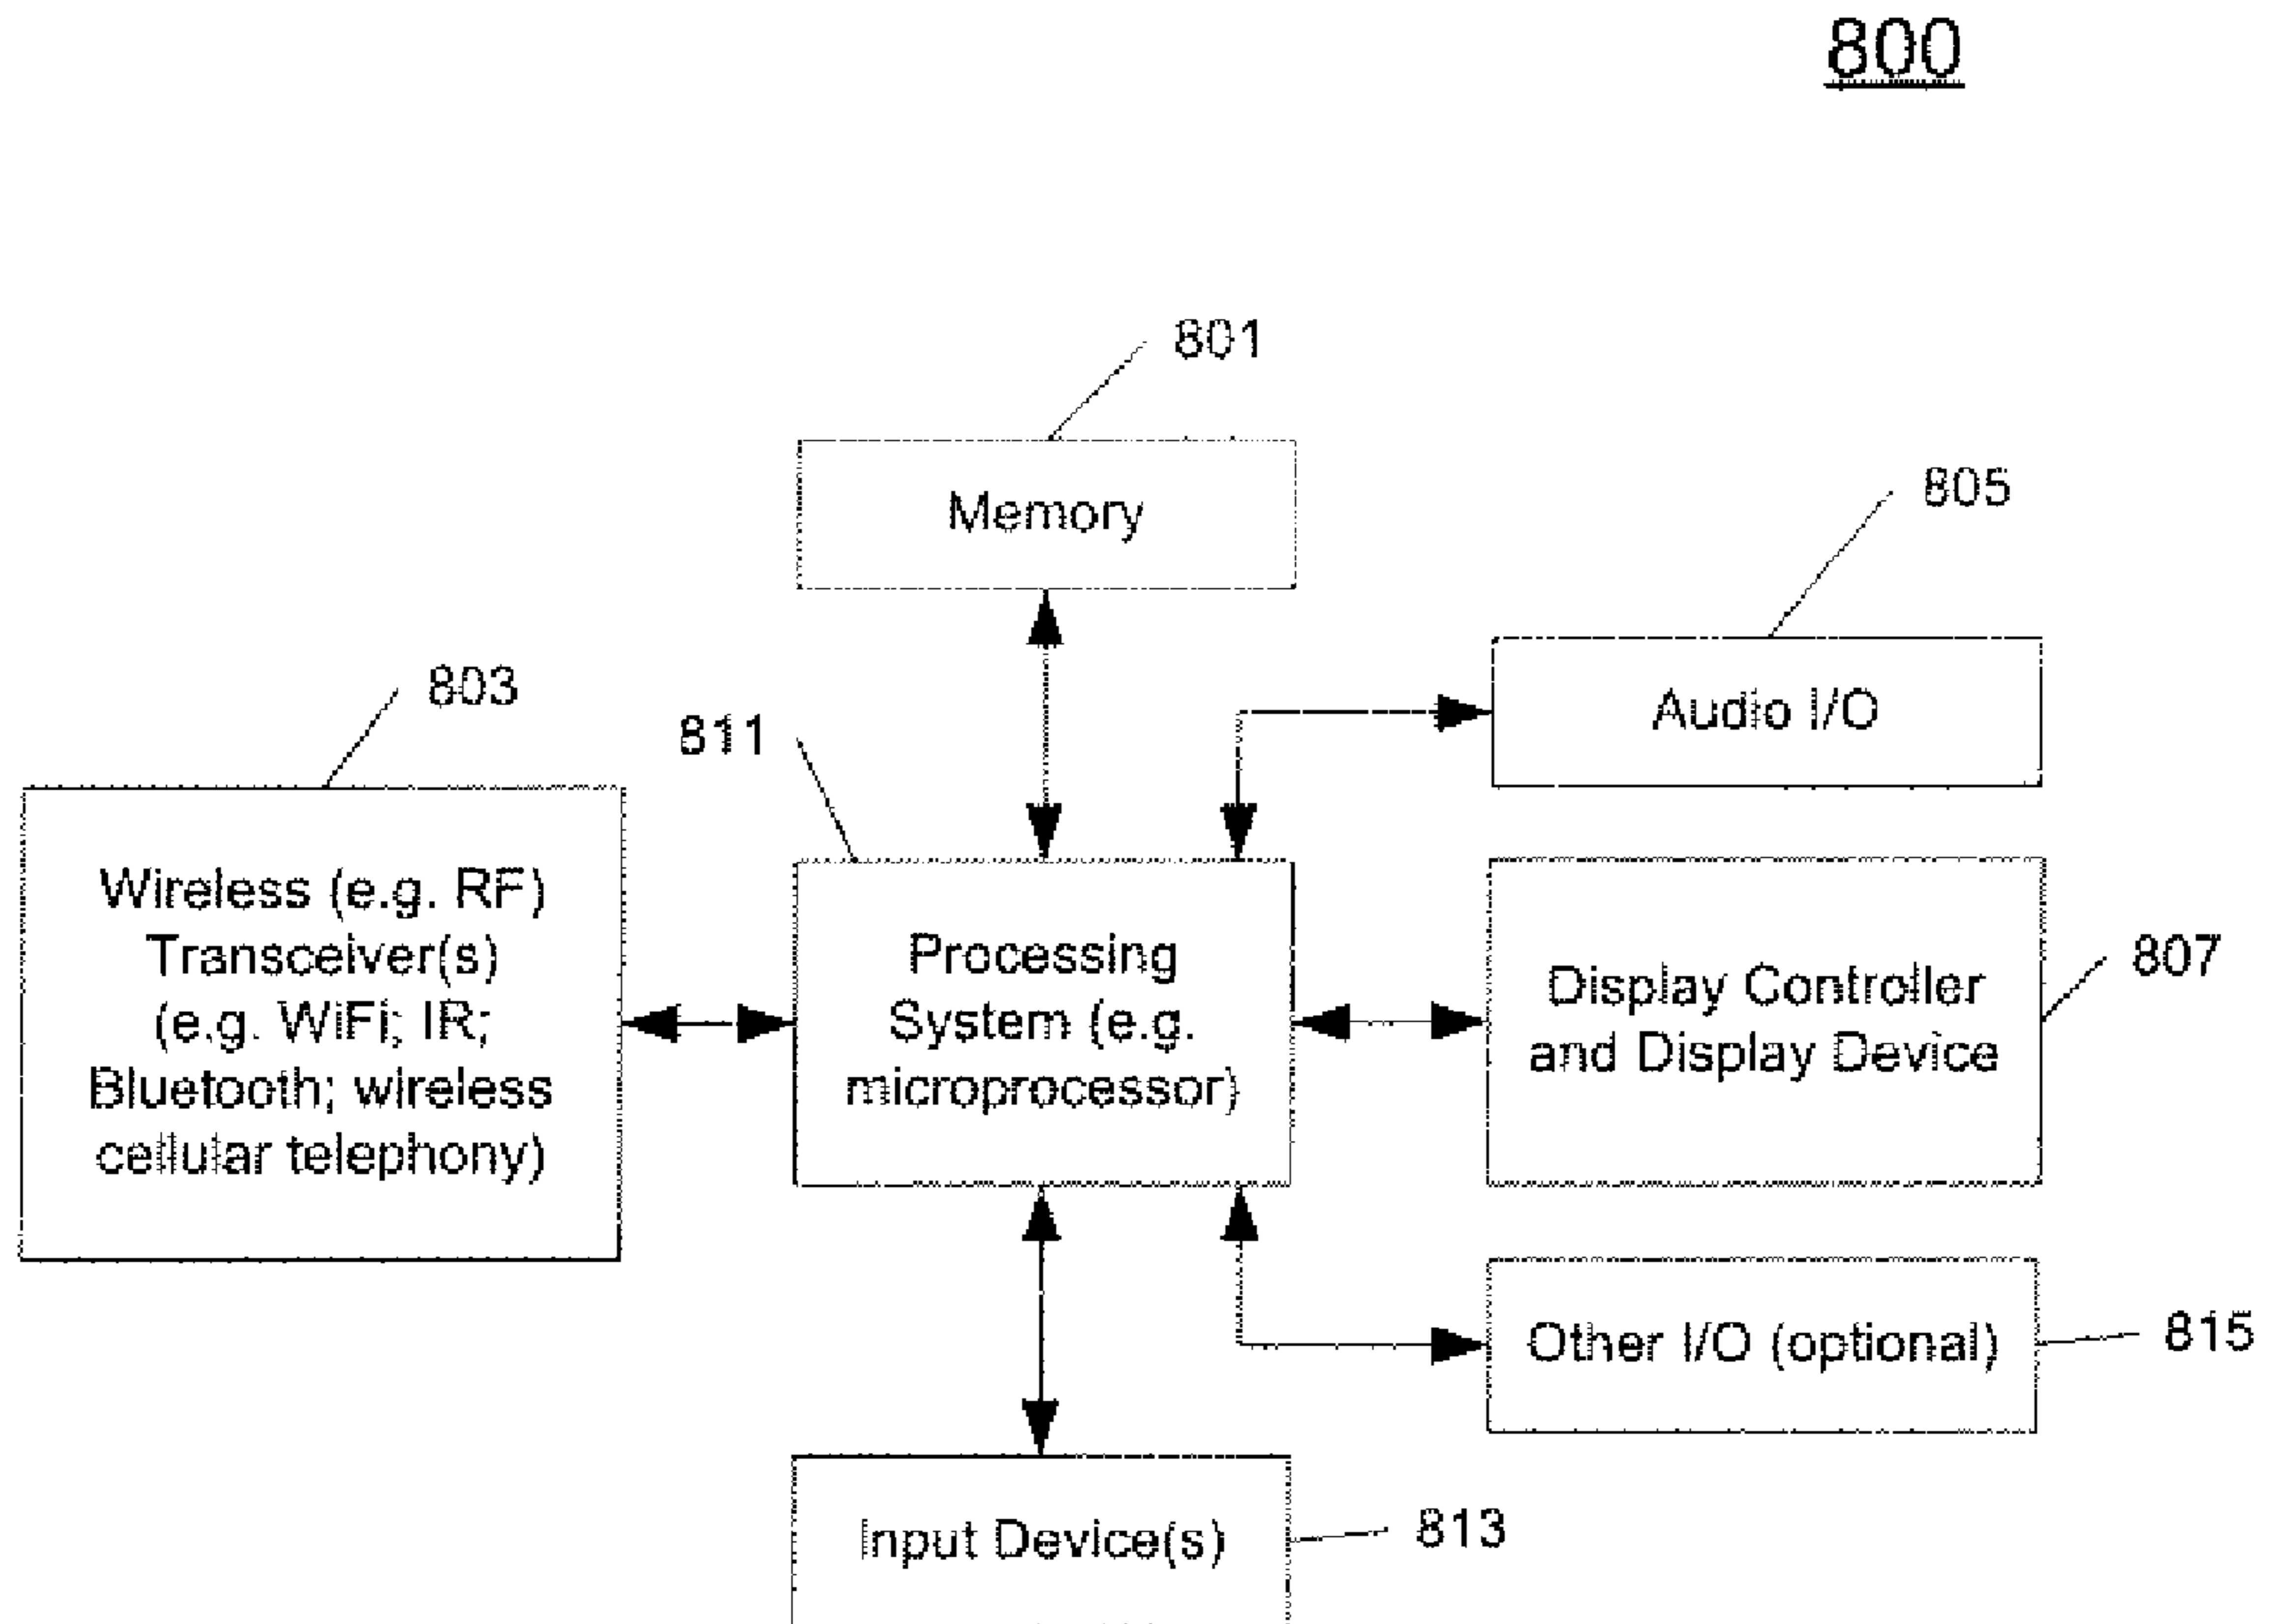 800
801
Memory
805
Audio I/O
803
811
Wireless (e.g. RF)
Transceiver(s)
(e.g. WiFi; IR;
Bluetooth; wireless
cellular telephony)
Processing
System (e.g.
microprocessor)
Display Controller
and Display Device
807
Other I/O (optional)
815
Input Device(s)
813